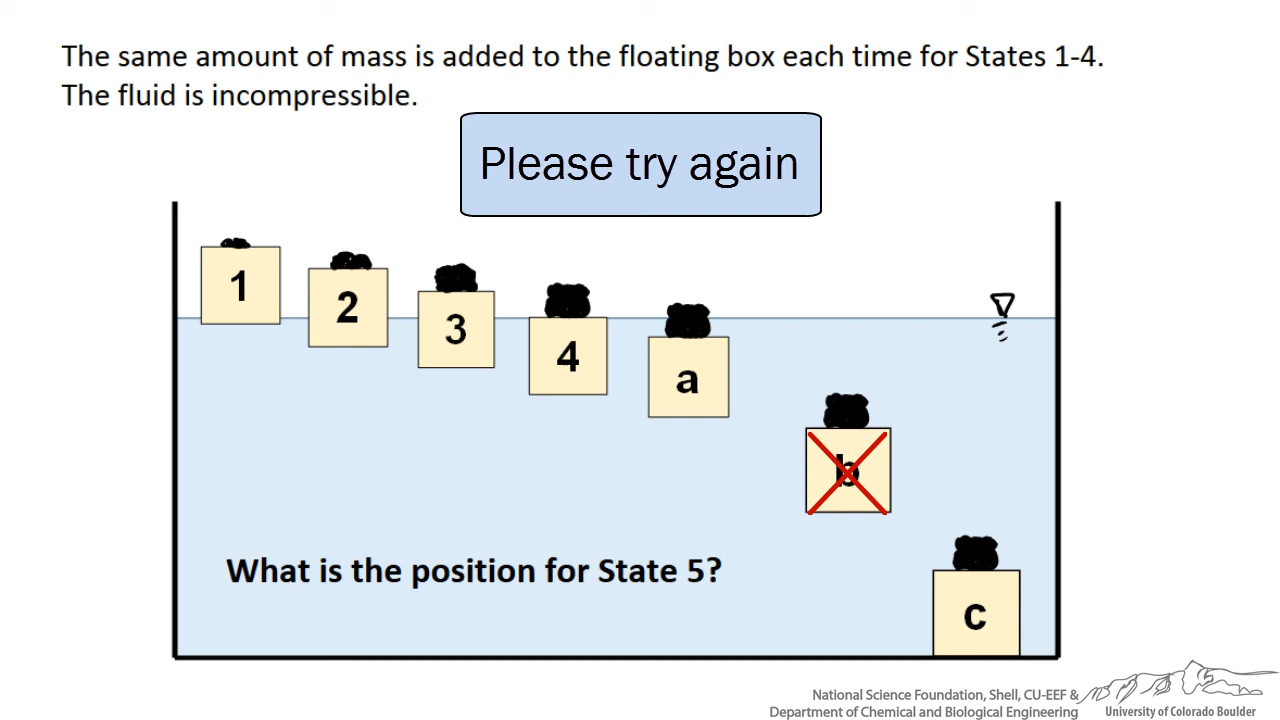 The same amount of mass is added to the floating box each time for States 1-4.
The fluid is incompressible.
Please try again
1
2
3
4
a
b
c
What is the position for State 5?
National Science Foundation, Shell, CU-EEF &
Department of Chemical and Biological Engineering
University of Colorado Boulder